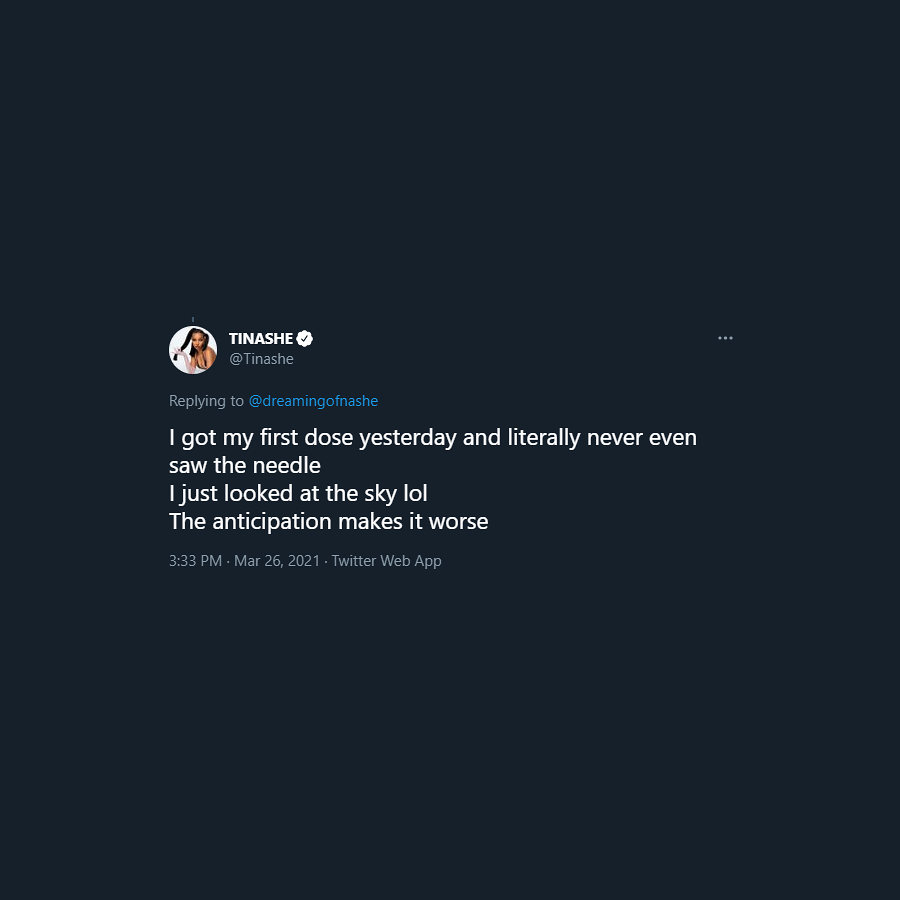 TINASHE
@Tinashe
Replying to @dreamingofnashe
I got my first dose yesterday and literally never even
saw the needle
I just looked at the sky lol
The anticipation makes it worse
3:33 PM · Mar 26, 2021 · Twitter Web App